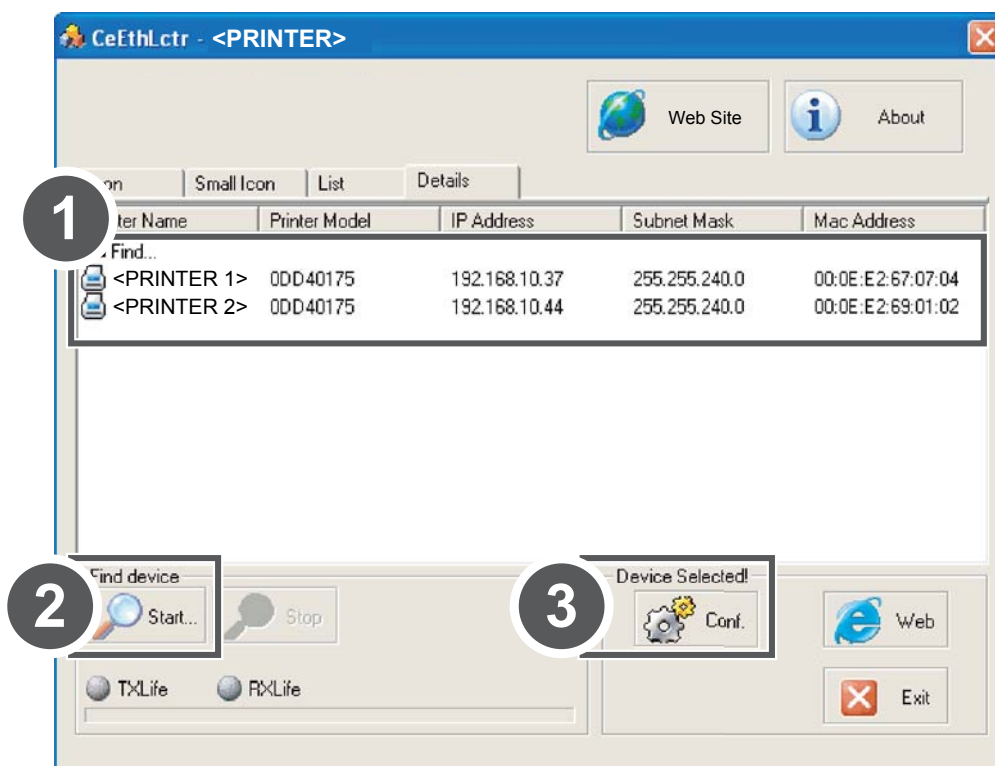 CeEthLctr - <PRINTER>
Web Site
About
on
Small Icon
List
Details
1
ter Name
Printer Model
IP Address
Subnet Mask
Mac Address
Find...
<PRINTER 1> 0DD40175 192.168.10.37 255.255.240.0 00:0E:E2:67:07:04
<PRINTER 2> 0DD40175 192.168.10.44 255.255.240.0 00:0E:E2:69:01:02
Find device
2
Start...
Stop
Device Selected!
3
Conf.
Web
TXLife
RXLife
Exit